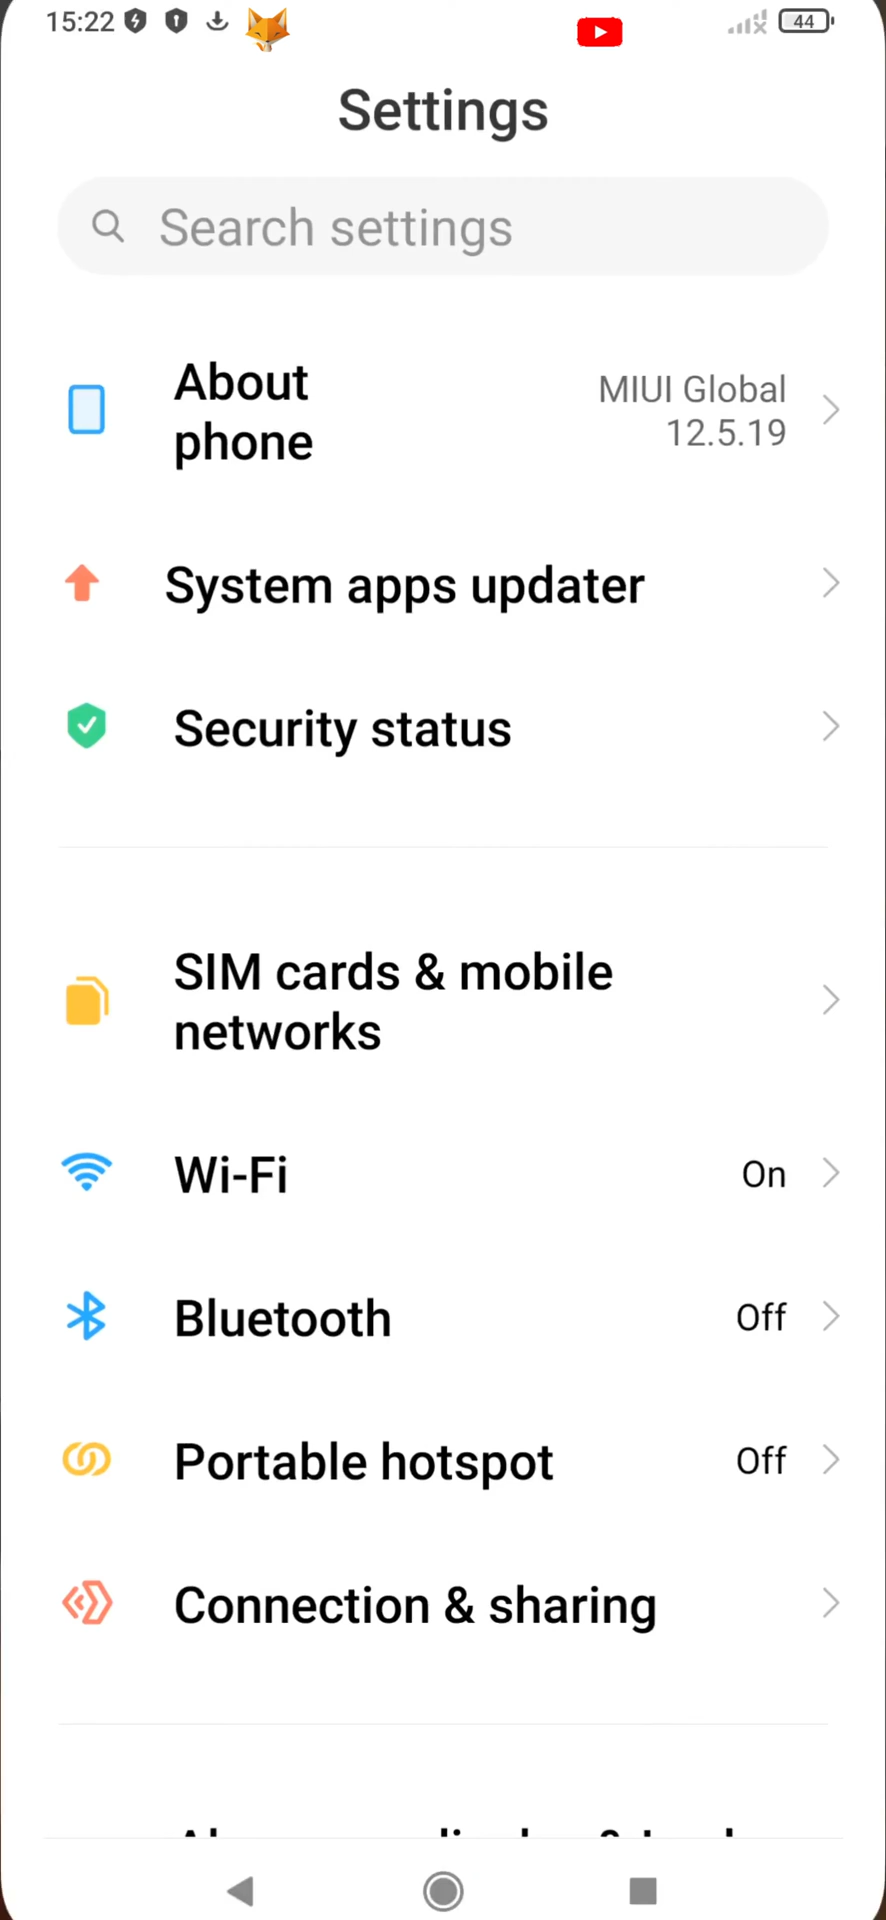 15:22
44
Settings
Search settings
About
phone
MIUI Global
12.5.19
System apps updater
Security status
SIM cards & mobile
networks
Wi-Fi
On
Bluetooth
Off
Portable hotspot
Off
Connection & sharing